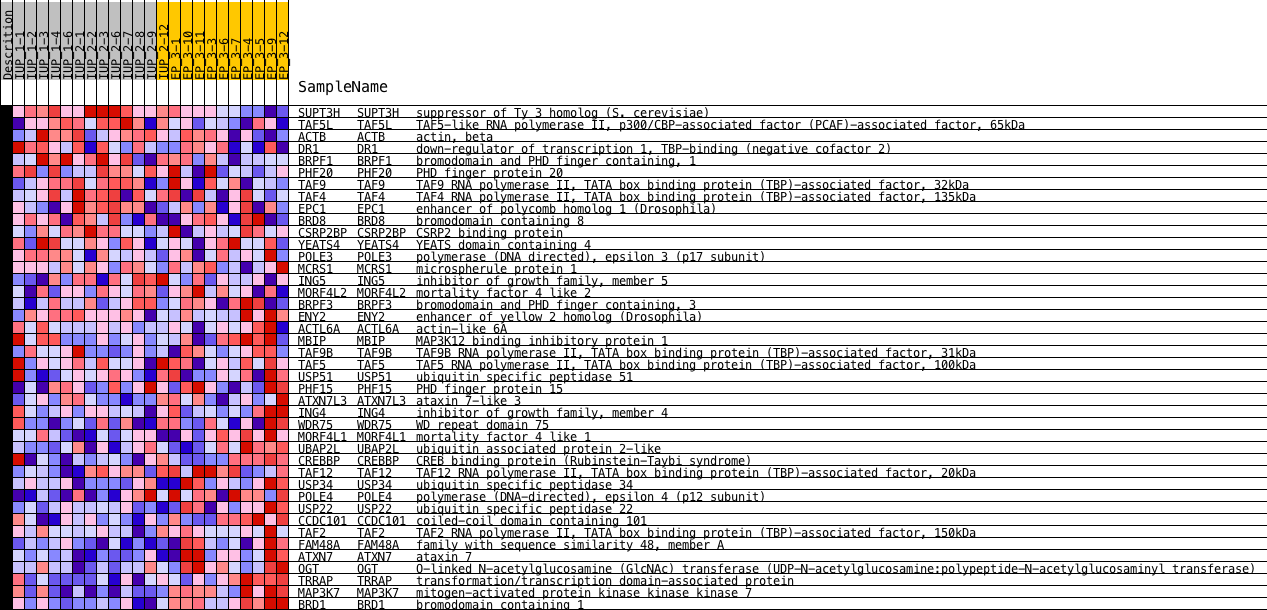 Descrition
IUP_1-1
IUP_1-2
IUP_1-3
IUP_1-4
IUP_1-6
IUP_2-1
IUP_2-2
IUP_2-3
IUP_2-6
IUP_2-7
IUP_2-8
IUP_2-9
IUP_2-12
EP_3-1
EP_3-10
EP_3-11
EP_3-3
EP_3-6
EP_3-7
EP_3-4
EP_3-5
EP_3-9
EP_3-12
SampleName
SUPT3H SUPT3H suppressor of Ty 3 homolog (S. cerevisiae)
TAF5L TAF5L TAF5-like RNA polymerase II, p300/CBP-associated factor (PCAF)-associated factor, 65kDa
ACTB ACTB actin, beta
DR1 DR1 down-regulator of transcription 1, TBP-binding (negative cofactor 2)
BRPF1 BRPF1 bromodomain and PHD finger containing, 1
PHF20 PHF20 PHD finger protein 20
TAF9 TAF9 TAF9 RNA polymerase II, TATA box binding protein (TBP)-associated factor, 32kDa
TAF4 TAF4 TAF4 RNA polymerase II, TATA box binding protein (TBP)-associated factor, 135kDa
EPC1 EPC1 enhancer of polycomb homolog 1 (Drosophila)
BRD8 BRD8 bromodomain containing 8
CSRP2BP CSRP2BP CSRP2 binding protein
YEATS4 YEATS4 YEATS domain containing 4
POLE3 POLE3 polymerase (DNA directed), epsilon 3 (p17 subunit)
MCRS1 MCRS1 microspherule protein 1
ING5 ING5 inhibitor of growth family, member 5
MORF4L2 MORF4L2 mortality factor 4 like 2
BRPF3 BRPF3 bromodomain and PHD finger containing, 3
ENY2 ENY2 enhancer of yellow 2 homolog (Drosophila)
ACTL6A ACTL6A actin-like 6A
MBIP MBIP MAP3K12 binding inhibitory protein 1
TAF9B TAF9B TAF9B RNA polymerase II, TATA box binding protein (TBP)-associated factor, 31kDa
TAF5 TAF5 TAF5 RNA polymerase II, TATA box binding protein (TBP)-associated factor, 100kDa
USP51 USP51 ubiquitin specific peptidase 51
PHF15 PHF15 PHD finger protein 15
ATXN7L3 ATXN7L3 ataxin 7-like 3
ING4 ING4 inhibitor of growth family, member 4
WDR75 WDR75 WD repeat domain 75
MORF4L1 MORF4L1 mortality factor 4 like 1
UBAP2L UBAP2L ubiquitin associated protein 2-like
CREBBP CREBBP CREB binding protein (Rubinstein-Taybi syndrome)
TAF12 TAF12 TAF12 RNA polymerase II, TATA box binding protein (TBP)-associated factor, 20kDa
USP34 USP34 ubiquitin specific peptidase 34
POLE4 POLE4 polymerase (DNA-directed), epsilon 4 (p12 subunit)
USP22 USP22 ubiquitin specific peptidase 22
CCDC101 CCDC101 coiled-coil domain containing 101
TAF2 TAF2 TAF2 RNA polymerase II, TATA box binding protein (TBP)-associated factor, 150kDa
FAM48A FAM48A family with sequence similarity 48, member A
ATXN7 ATXN7 ataxin 7
OGT OGT O-linked N-acetylglucosamine (GlcNAc) transferase (UDP-N-acetylglucosamine:polypeptide-N-acetylglucosaminyl transferase)
TRRAP TRRAP transformation/transcription domain-associated protein
MAP3K7 MAP3K7 mitogen-activated protein kinase kinase kinase 7
BRD1 BRD1 bromodomain containing 1